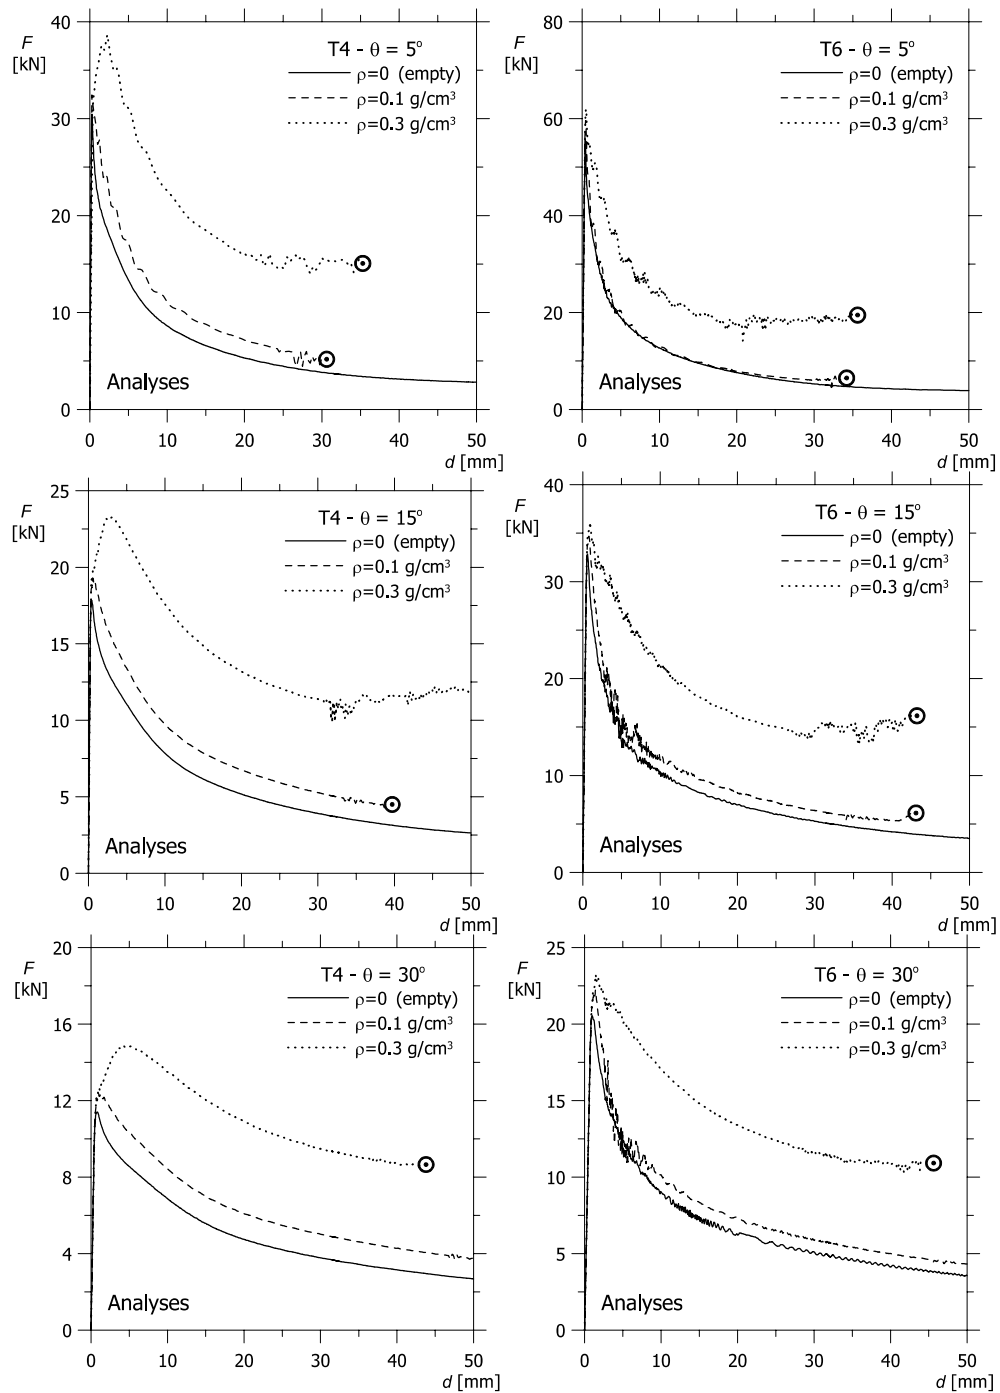 40
F
[kN]
T4 - θ = 5°
ρ=0 (empty)
ρ=0.1 g/cm³
ρ=0.3 g/cm³
30
20
10
0
Analyses
0 10 20 30 40 50
d [mm]
80
F
[kN]
T6 - θ = 5°
ρ=0 (empty)
ρ=0.1 g/cm³
ρ=0.3 g/cm³
60
40
20
0
Analyses
0 10 20 30 40 50
d [mm]
25
F
[kN]
T4 - θ = 15°
ρ=0 (empty)
ρ=0.1 g/cm³
ρ=0.3 g/cm³
20
15
10
5
0
Analyses
0 10 20 30 40 50
d [mm]
40
F
[kN]
T6 - θ = 15°
ρ=0 (empty)
ρ=0.1 g/cm³
ρ=0.3 g/cm³
30
20
10
0
Analyses
0 10 20 30 40 50
d [mm]
20
F
[kN]
T4 - θ = 30°
ρ=0 (empty)
ρ=0.1 g/cm³
ρ=0.3 g/cm³
16
12
8
4
0
Analyses
0 10 20 30 40 50
d [mm]
25
F
[kN]
T6 - θ = 30°
ρ=0 (empty)
ρ=0.1 g/cm³
ρ=0.3 g/cm³
20
15
10
5
0
Analyses
0 10 20 30 40 50
d [mm]